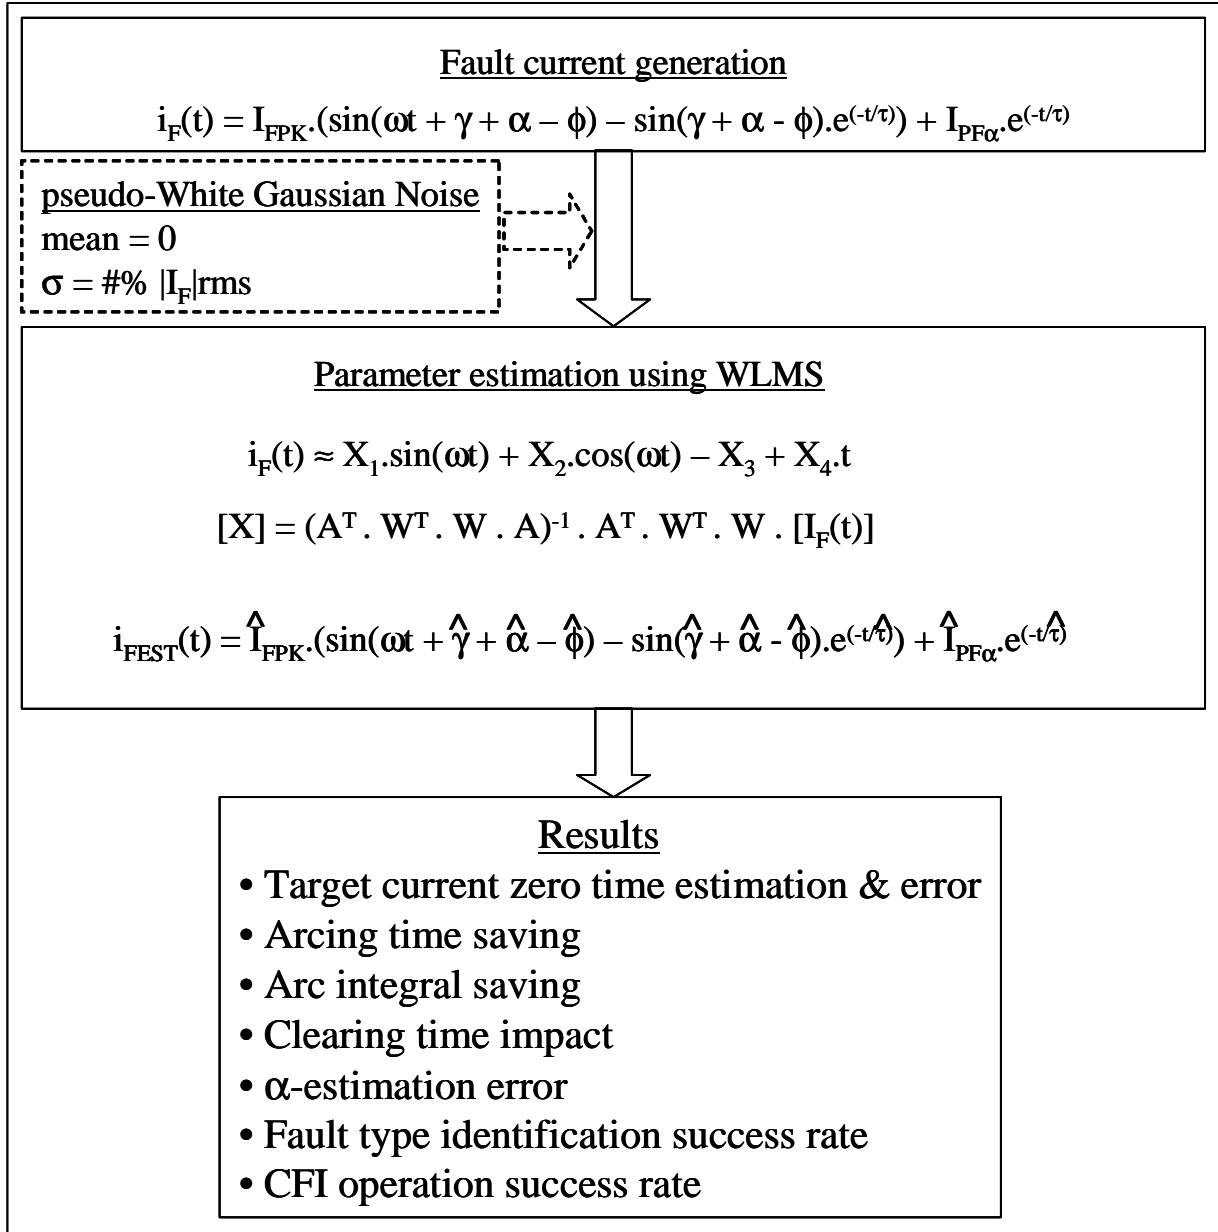 Fault current generation
i_F(t) = I_FPK.(sin(ωt + γ + α – ϕ) – sin(γ + α - ϕ).e^(-t/τ)) + I_PFα.e^(-t/τ)
pseudo-White Gaussian Noise
mean = 0
σ = #% |I_F|rms
Parameter estimation using WLMS
i_F(t) ≈ X_1.sin(ωt) + X_2.cos(ωt) – X_3 + X_4.t
[X] = (A^T . W^T . W . A)^-1 . A^T . W^T . W . [I_F(t)]
i_FEST(t) = Î_FPK.(sin(ωt + γ̂ + α̂ – ϕ̂) – sin(γ̂ + α̂ - ϕ̂).e^(-t/τ̂)) + Î_PFα.e^(-t/τ̂)
Results
• Target current zero time estimation & error
• Arcing time saving
• Arc integral saving
• Clearing time impact
• α-estimation error
• Fault type identification success rate
• CFI operation success rate